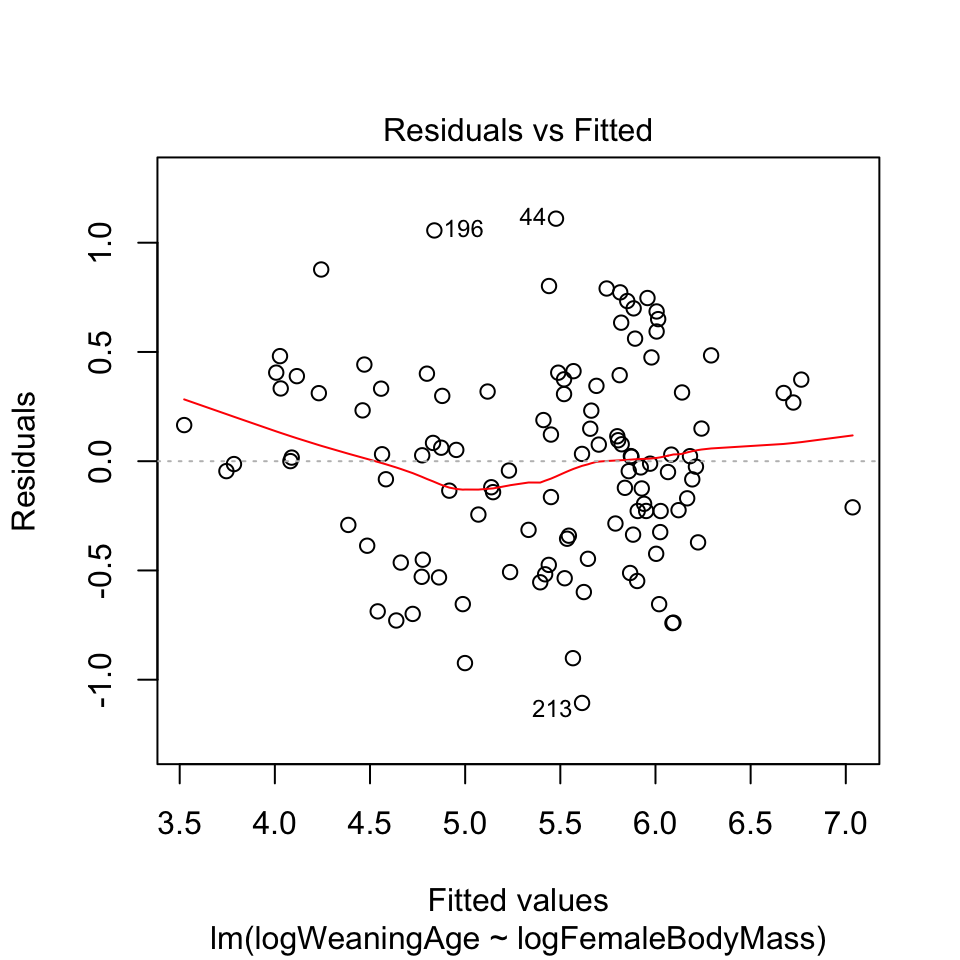 Residuals vs Fitted
Residuals
1.0
0.5
0.0
-0.5
-1.0
196
44
213
3.5 4.0 4.5 5.0 5.5 6.0 6.5 7.0
Fitted values
lm(logWeaningAge ~ logFemaleBodyMass)